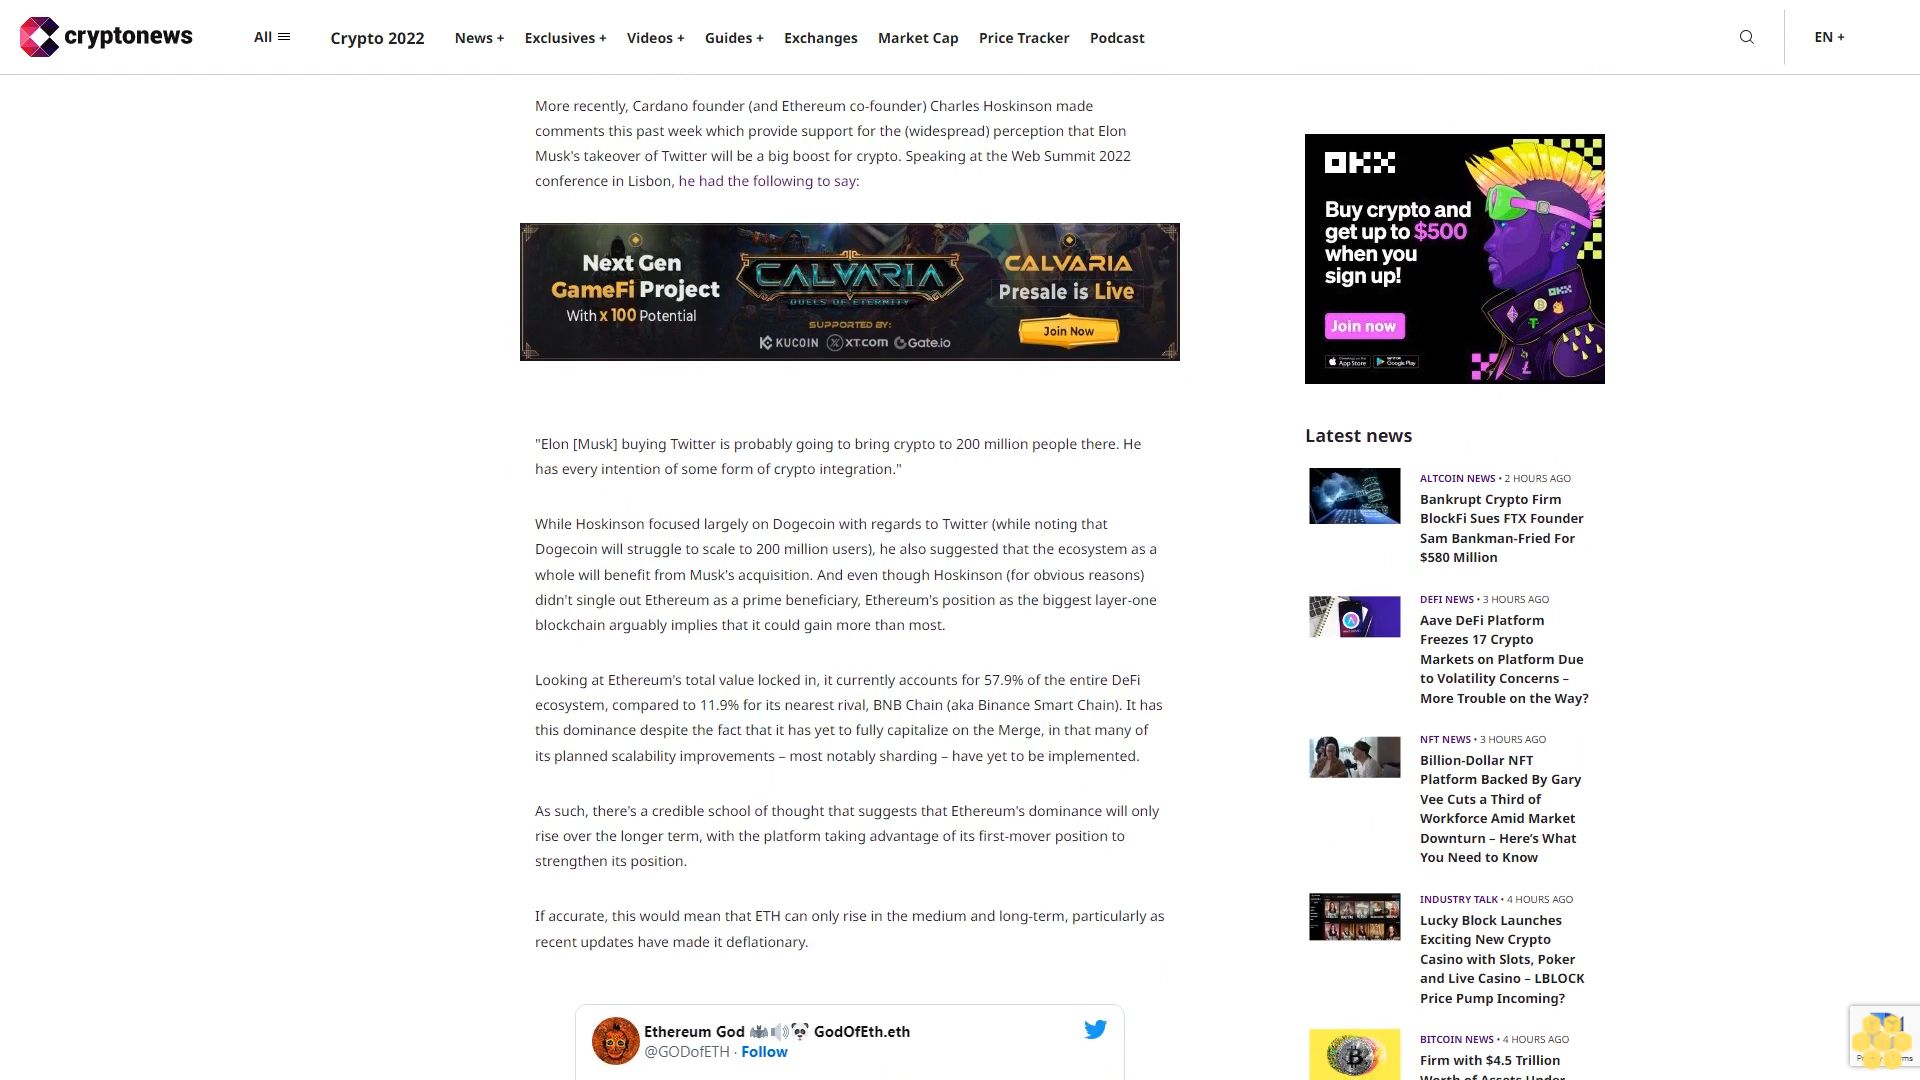 cryptonews
All
Crypto 2022
News +
Exclusives +
Videos +
Guides +
Exchanges
Market Cap
Price Tracker
Podcast
EN +
More recently, Cardano founder (and Ethereum co-founder) Charles Hoskinson made
comments this past week which provide support for the (widespread) perception that Elon
Musk's takeover of Twitter will be a big boost for crypto. Speaking at the Web Summit 2022
conference in Lisbon, he had the following to say:
Next Gen
GameFi Project
With x 100 Potential
CALVARIA
DUELS OF ETERNITY
SUPPORTED BY:
KUCOIN XT.COM Gate.io
CALVARIA
Presale is Live
Join Now
"Elon [Musk] buying Twitter is probably going to bring crypto to 200 million people there. He
has every intention of some form of crypto integration."
While Hoskinson focused largely on Dogecoin with regards to Twitter (while noting that
Dogecoin will struggle to scale to 200 million users), he also suggested that the ecosystem as a
whole will benefit from Musk's acquisition. And even though Hoskinson (for obvious reasons)
didn't single out Ethereum as a prime beneficiary, Ethereum's position as the biggest layer-one
blockchain arguably implies that it could gain more than most.
Looking at Ethereum's total value locked in, it currently accounts for 57.9% of the entire DeFi
ecosystem, compared to 11.9% for its nearest rival, BNB Chain (aka Binance Smart Chain). It has
this dominance despite the fact that it has yet to fully capitalize on the Merge, in that many of
its planned scalability improvements – most notably sharding – have yet to be implemented.
As such, there's a credible school of thought that suggests that Ethereum's dominance will only
rise over the longer term, with the platform taking advantage of its first-mover position to
strengthen its position.
If accurate, this would mean that ETH can only rise in the medium and long-term, particularly as
recent updates have made it deflationary.
Ethereum God 🦇🔊🐼 GodOfEth.eth
@GODofETH · Follow
OKX
Buy crypto and
get up to $500
when you
sign up!
Join now
App Store
Google Play
Latest news
ALTCOIN NEWS • 2 HOURS AGO
Bankrupt Crypto Firm
BlockFi Sues FTX Founder
Sam Bankman-Fried For
$580 Million
DEFI NEWS • 3 HOURS AGO
Aave DeFi Platform
Freezes 17 Crypto
Markets on Platform Due
to Volatility Concerns –
More Trouble on the Way?
NFT NEWS • 3 HOURS AGO
Billion-Dollar NFT
Platform Backed By Gary
Vee Cuts a Third of
Workforce Amid Market
Downturn – Here's What
You Need to Know
INDUSTRY TALK • 4 HOURS AGO
Lucky Block Launches
Exciting New Crypto
Casino with Slots, Poker
and Live Casino – LBLOCK
Price Pump Incoming?
BITCOIN NEWS • 4 HOURS AGO
Firm with $4.5 Trillion
Worth of Assets Under